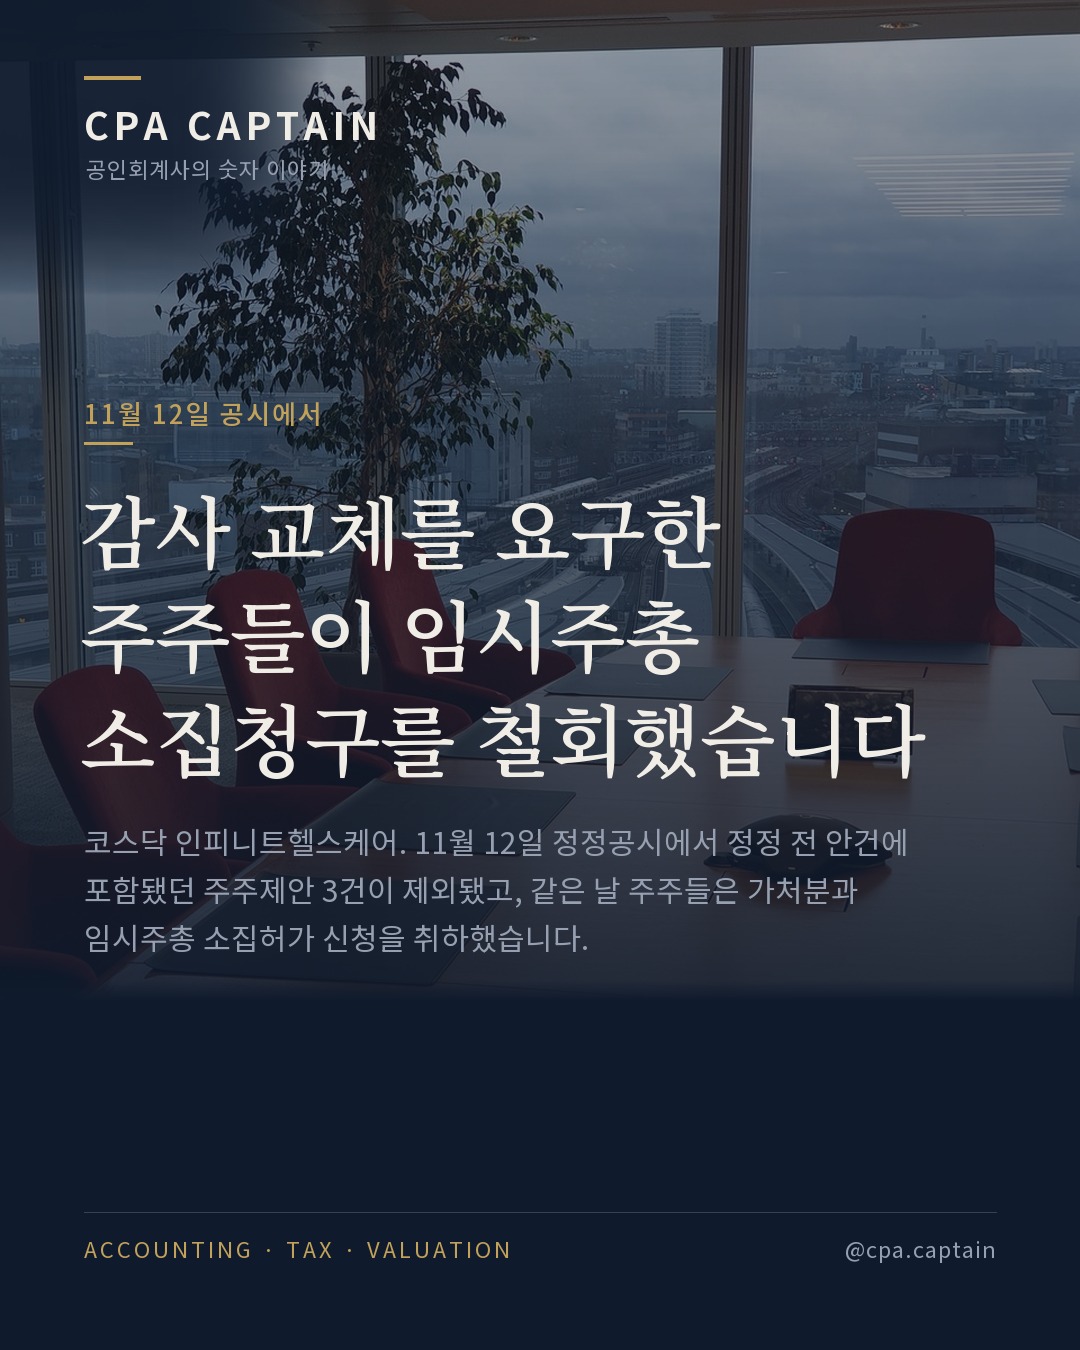 CPA CAPTAIN
공인회계사의 숫자 이야기
11월 12일 공시에서
감사 교체를 요구한
주주들이 임시주총
소집청구를 철회했습니다
코스닥 인피니트헬스케어. 11월 12일 정정공시에서 정정 전 안건에
포함됐던 주주제안 3건이 제외됐고, 같은 날 주주들은 가처분과
임시주총 소집허가 신청을 취하했습니다.
ACCOUNTING · TAX · VALUATION
@cpa.captain